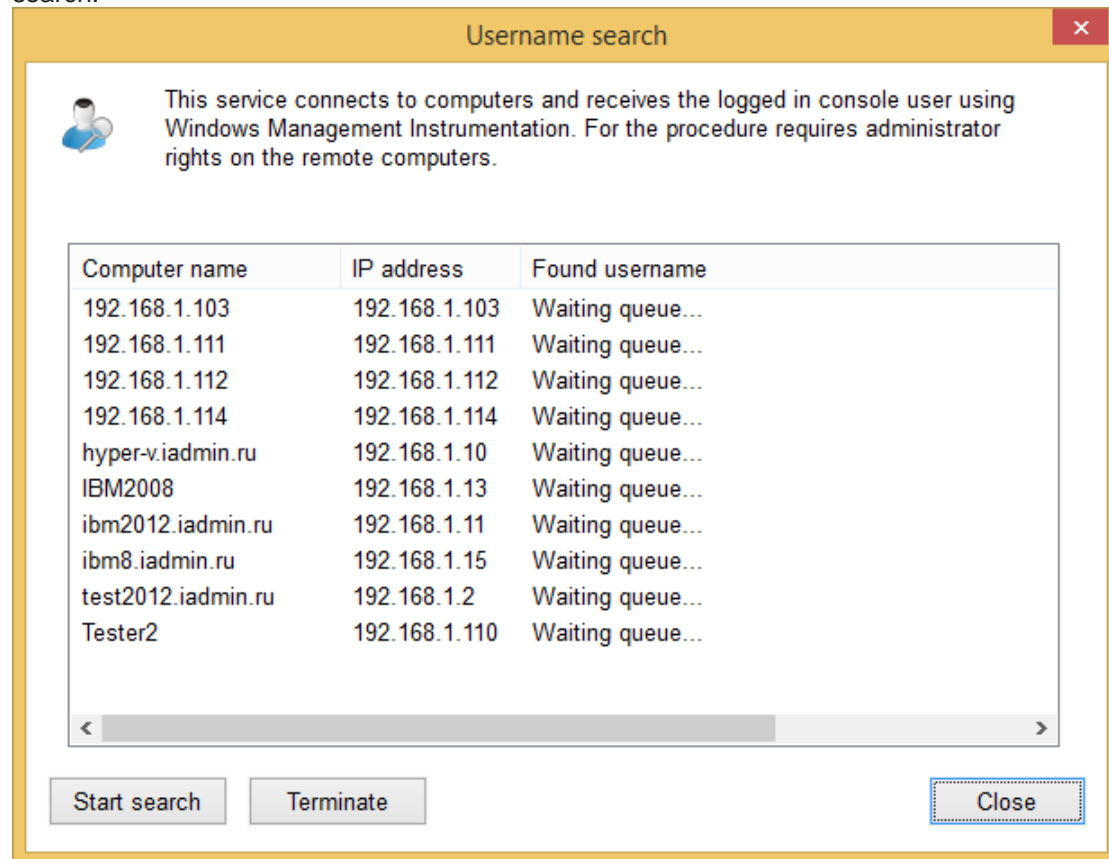 search.
Username search
This service connects to computers and receives the logged in console user using
Windows Management Instrumentation. For the procedure requires administrator
rights on the remote computers.
Computer name IP address Found username
192.168.1.103 192.168.1.103 Waiting queue...
192.168.1.111 192.168.1.111 Waiting queue...
192.168.1.112 192.168.1.112 Waiting queue...
192.168.1.114 192.168.1.114 Waiting queue...
hyper-v.iadmin.ru 192.168.1.10 Waiting queue...
IBM2008 192.168.1.13 Waiting queue...
ibm2012.iadmin.ru 192.168.1.11 Waiting queue...
ibm8.iadmin.ru 192.168.1.15 Waiting queue...
test2012.iadmin.ru 192.168.1.2 Waiting queue...
Tester2 192.168.1.110 Waiting queue...
Start search Terminate Close